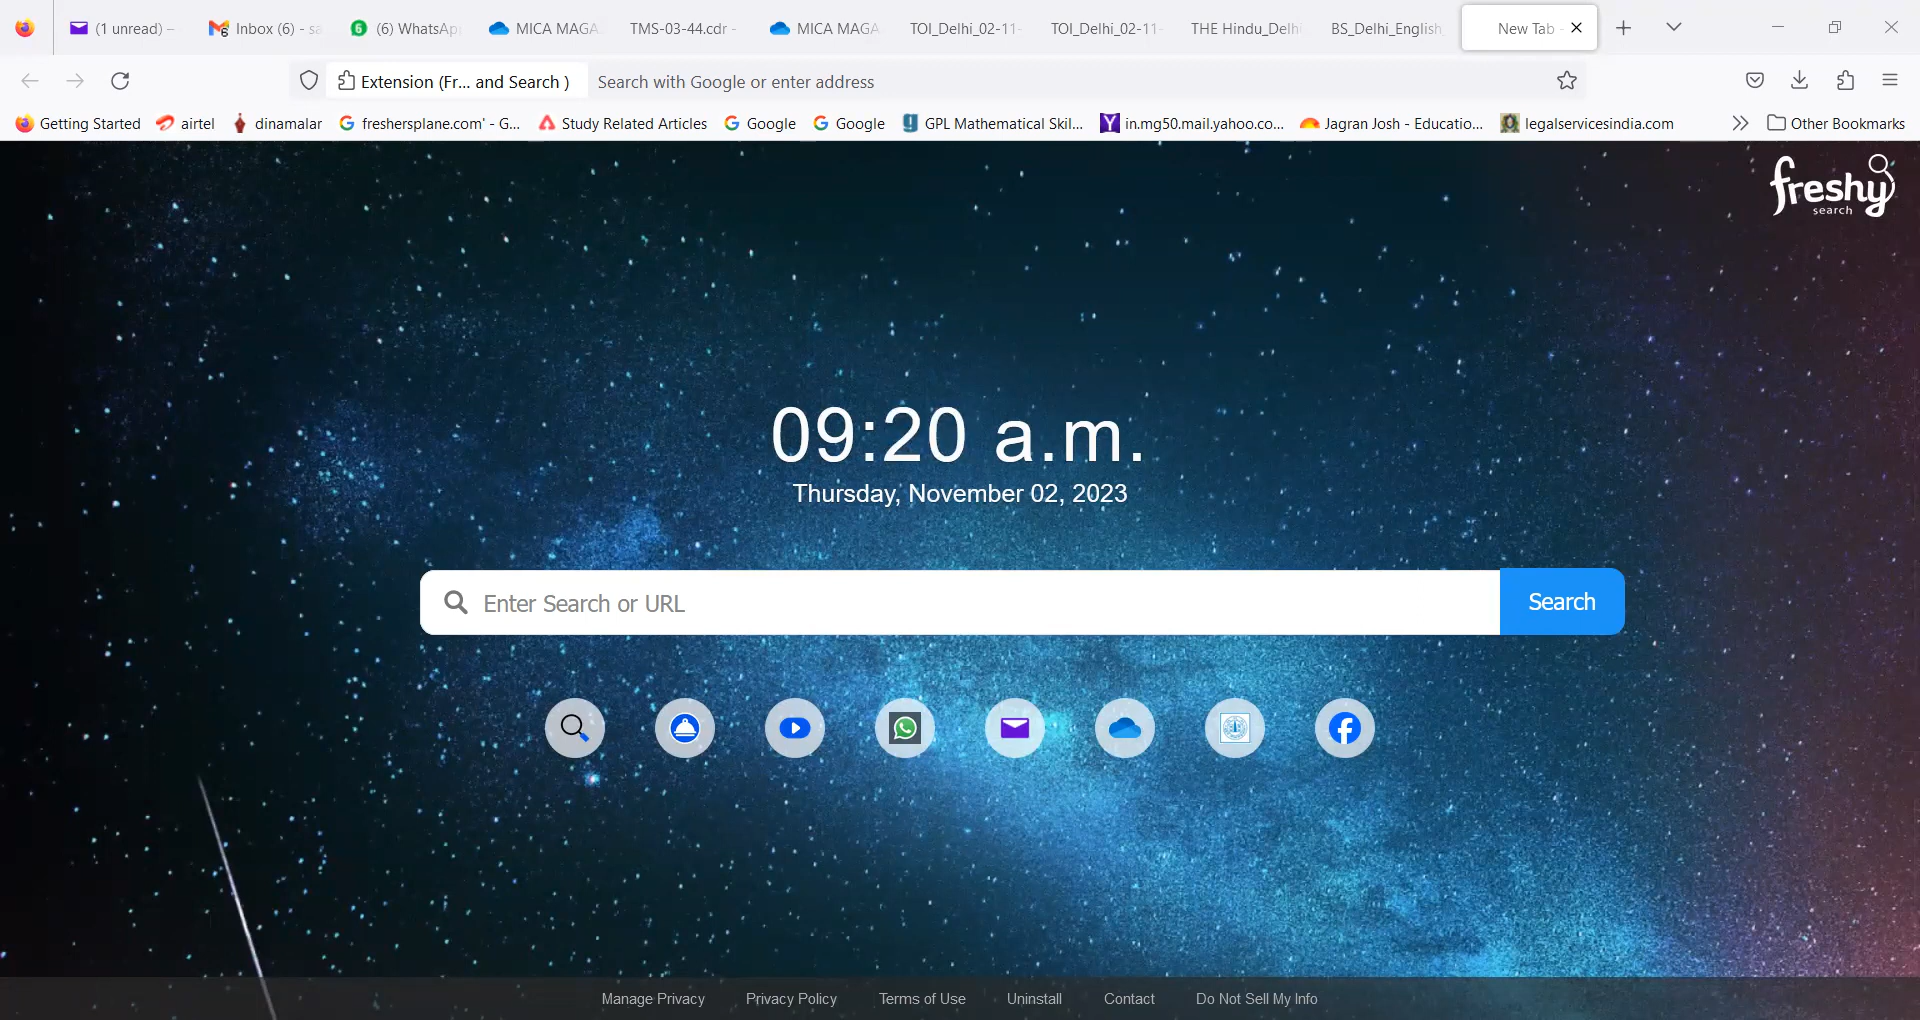 (1 unread) –
Inbox (6) - sa
(6) WhatsAp
MICA MAGA
TMS-03-44.cdr -
MICA MAGA
TOI_Delhi_02-11-
TOI_Delhi_02-11-
THE Hindu_Delhi
BS_Delhi_English_
New Tab -
Extension (Fr... and Search )
Search with Google or enter address
Getting Started
airtel
dinamalar
freshersplane.com' - G...
Study Related Articles
Google
Google
GPL Mathematical Skil...
in.mg50.mail.yahoo.co...
Jagran Josh - Educatio...
legalservicesindia.com
Other Bookmarks
freshy
search
09:20 a.m.
Thursday, November 02, 2023
Enter Search or URL
Search
Manage Privacy
Privacy Policy
Terms of Use
Uninstall
Contact
Do Not Sell My Info